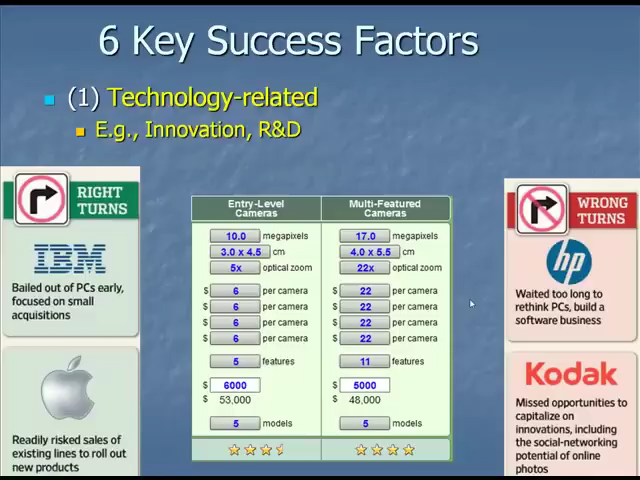 6 Key Success Factors
(1) Technology-related
E.g., Innovation, R&D
RIGHT
TURNS
IBM
Bailed out of PCs early,
focused on small
acquisitions
Readily risked sales of
existing lines to roll out
new products
Entry-Level Cameras
Multi-Featured Cameras
10.0 megapixels 17.0 megapixels
3.0 x 4.5 cm 4.0 x 5.5 cm
5x optical zoom 22x optical zoom
$ 6 per camera $ 22 per camera
$ 6 per camera $ 22 per camera
$ 6 per camera $ 22 per camera
$ 6 per camera $ 22 per camera
5 features 11 features
$ 6000 $ 5000
$ 53,000 $ 48,000
5 models 5 models
WRONG
TURNS
hp
Waited too long to
rethink PCs, build a
software business
Kodak
Missed opportunities to
capitalize on
innovations, including
the social-networking
potential of online
photos